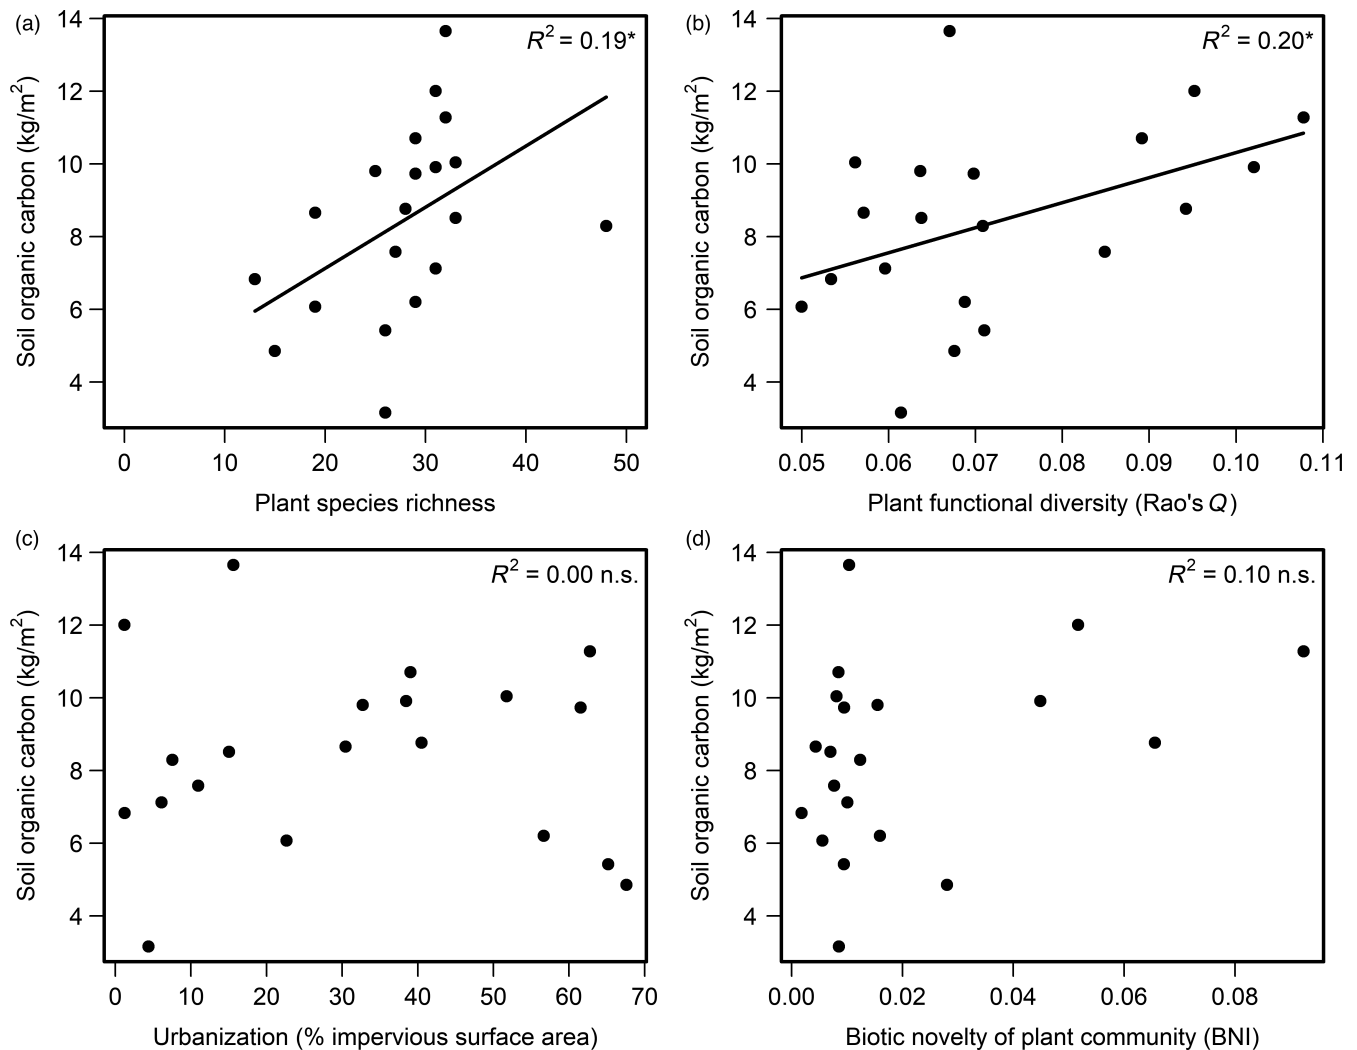 (a)
R² = 0.19*
14
12
10
8
6
4
Soil organic carbon (kg/m²)
0 10 20 30 40 50
Plant species richness
(b)
R² = 0.20*
14
12
10
8
6
4
Soil organic carbon (kg/m²)
0.05 0.06 0.07 0.08 0.09 0.10 0.11
Plant functional diversity (Rao's Q)
(c)
R² = 0.00 n.s.
14
12
10
8
6
4
Soil organic carbon (kg/m²)
0 10 20 30 40 50 60 70
Urbanization (% impervious surface area)
(d)
R² = 0.10 n.s.
14
12
10
8
6
4
Soil organic carbon (kg/m²)
0.00 0.02 0.04 0.06 0.08
Biotic novelty of plant community (BNI)